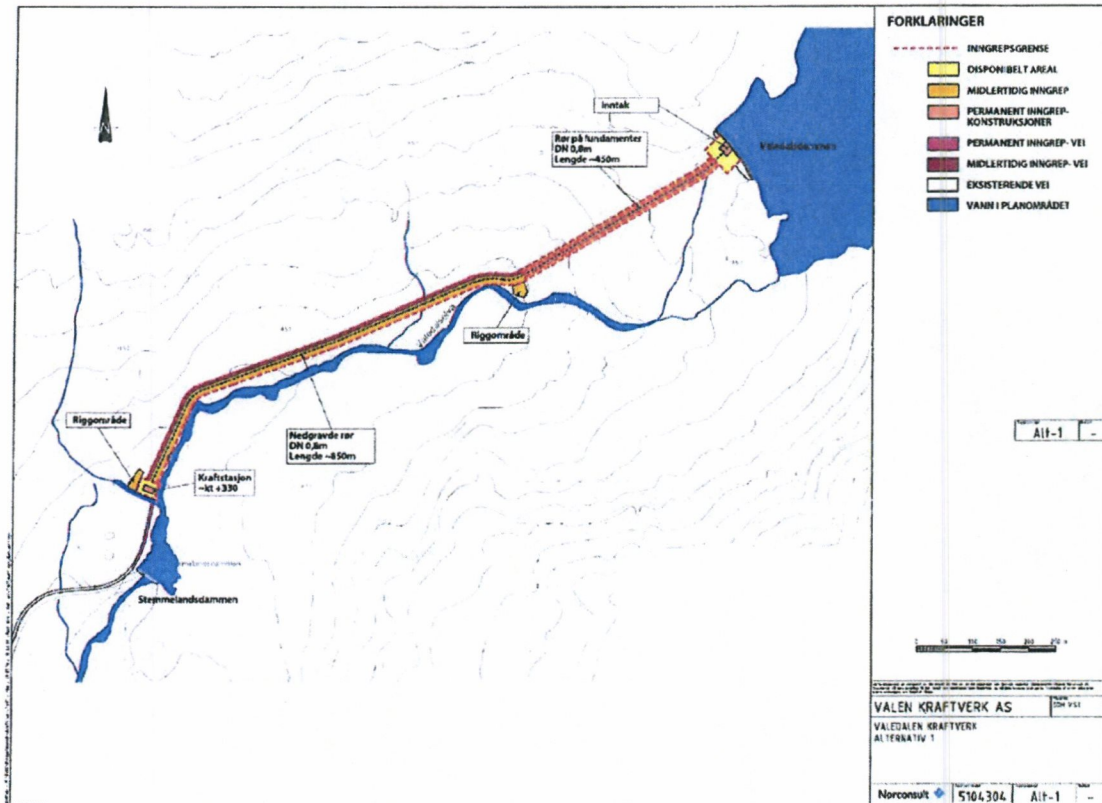 FORKLARINGER
INNGREPSGRENSE
DISPONIBELT AREAL
MIDLERTIDIG INNGREP
PERMANENT INNGREP-
KONSTRUKSJONER
PERMANENT INNGREP- VEI
MIDLERTIDIG INNGREP- VEI
EKSISTERENDE VEI
VANN I PLANOMRÅDET
Inntak
Rør på fundamenter
DN 0,8m
Lengde ~450m
Riggområde
Nedgravde rør
DN 0,8m
Lengde ~850m
Riggområde
Kraftstasjon
~kt +330
Stemmelandsdammen
Alt-1 -
VALEN KRAFTVERK AS
VALEDALEN KRAFTVERK
ALTERNATIV 1
Norconsult 5104304 Alt-1 -